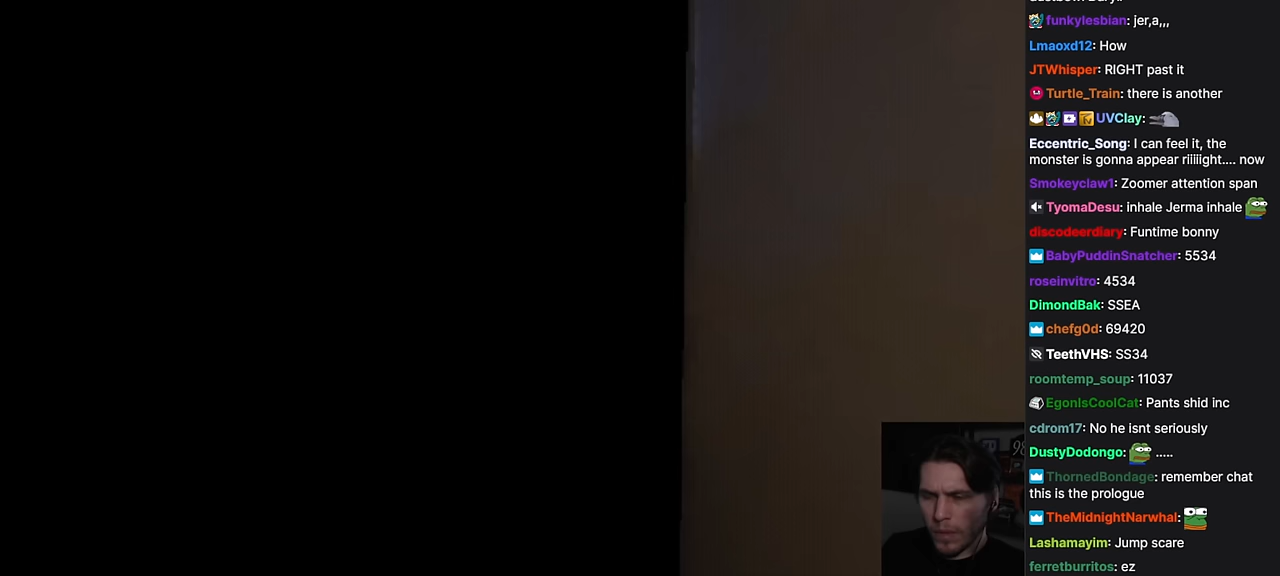 funkylesbian: jer,a,,,
Lmaoxd12: How
JTWhisper: RIGHT past it
Turtle_Train: there is another
UVClay:
Eccentric_Song: I can feel it, the
monster is gonna appear riiiiight.... now
Smokeyclaw1: Zoomer attention span
TyomaDesu: inhale Jerma inhale
discodeerdiary: Funtime bonny
BabyPuddinSnatcher: 5534
roseinvitro: 4534
DimondBak: SSEA
chefg0d: 69420
TeethVHS: SS34
roomtemp_soup: 11037
EgonIsCoolCat: Pants shid inc
cdrom17: No he isnt seriously
DustyDodongo: .....
ThornedBondage: remember chat
this is the prologue
TheMidnightNarwhal:
Lashamayim: Jump scare
ferretburritos: ez